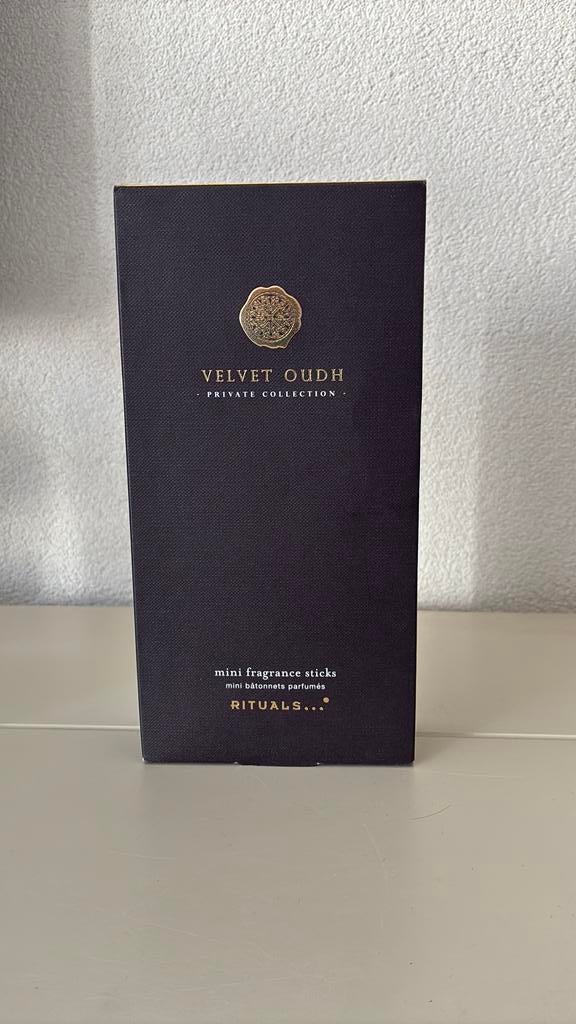 VELVET OUDH
· PRIVATE COLLECTION ·
mini fragrance sticks
mini bâtonnets parfumés
RITUALS...